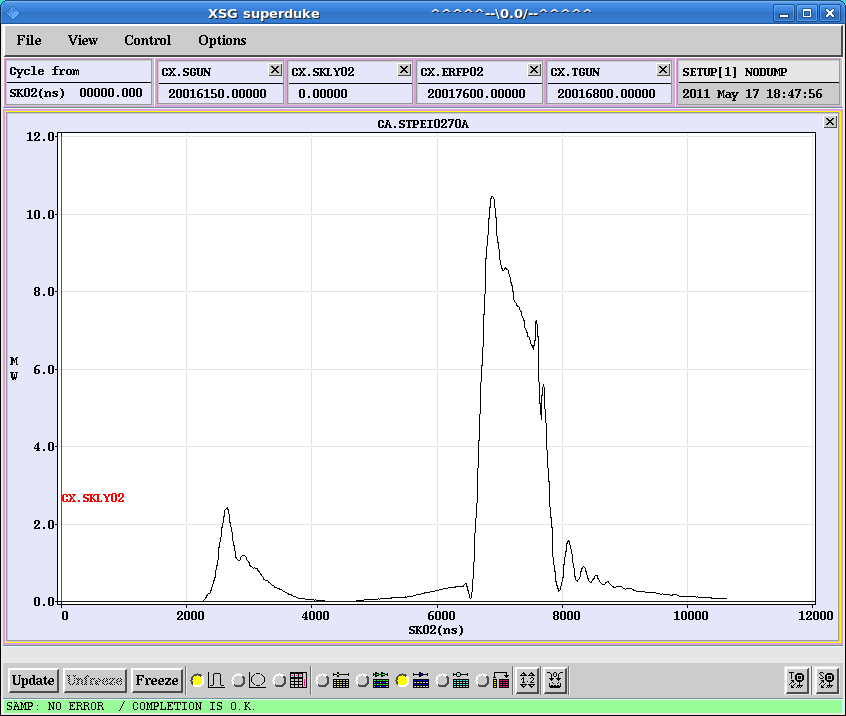 XSG superduke ^^^^^--\0.0/--^^^^^
File View Control Options
Cycle from
SK02(ns) 00000.000
CX.SGUN
20016150.00000
CX.SKLY02
0.00000
CX.ERFP02
20017600.00000
CX.TGUN
20016800.00000
SETUP[1] NODUMP
2011 May 17 18:47:56
CA.STPEI0270A
12.0
10.0
8.0
6.0
4.0
2.0
0.0
M
W
CX.SKLY02
0 2000 4000 6000 8000 10000 12000
SK02(ns)
Update Unfreeze Freeze
SAMP: NO ERROR / COMPLETION IS O.K.